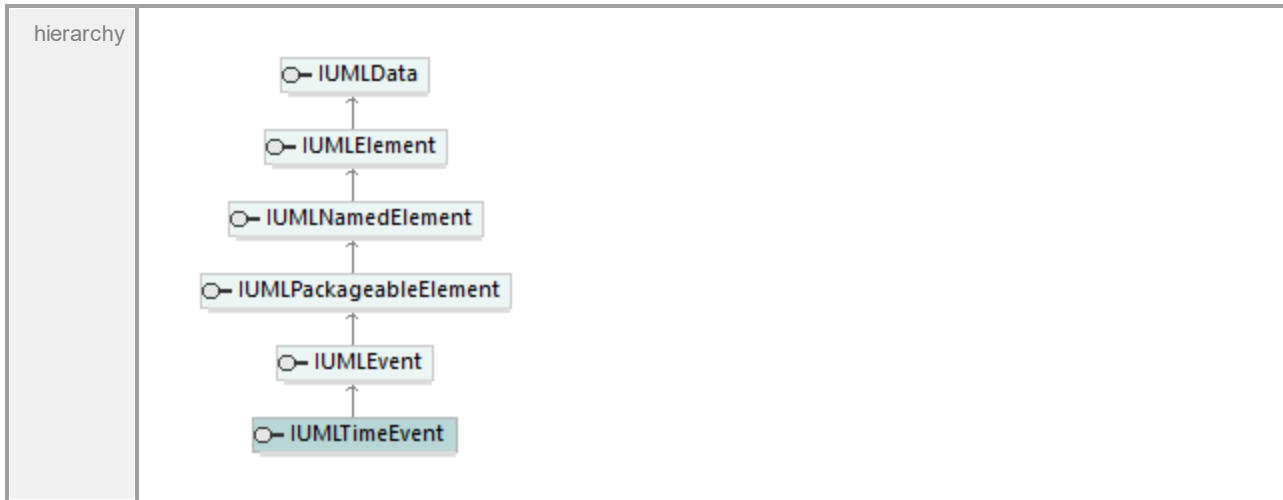 hierarchy
IUMLData
IUMLElement
IUMLNamedElement
IUMLPackageableElement
IUMLEvent
IUMLTimeEvent